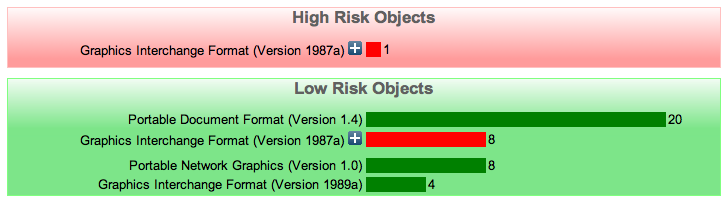 High Risk Objects
Graphics Interchange Format (Version 1987a) 1
Low Risk Objects
Portable Document Format (Version 1.4) 20
Graphics Interchange Format (Version 1987a) 8
Portable Network Graphics (Version 1.0) 8
Graphics Interchange Format (Version 1989a) 4